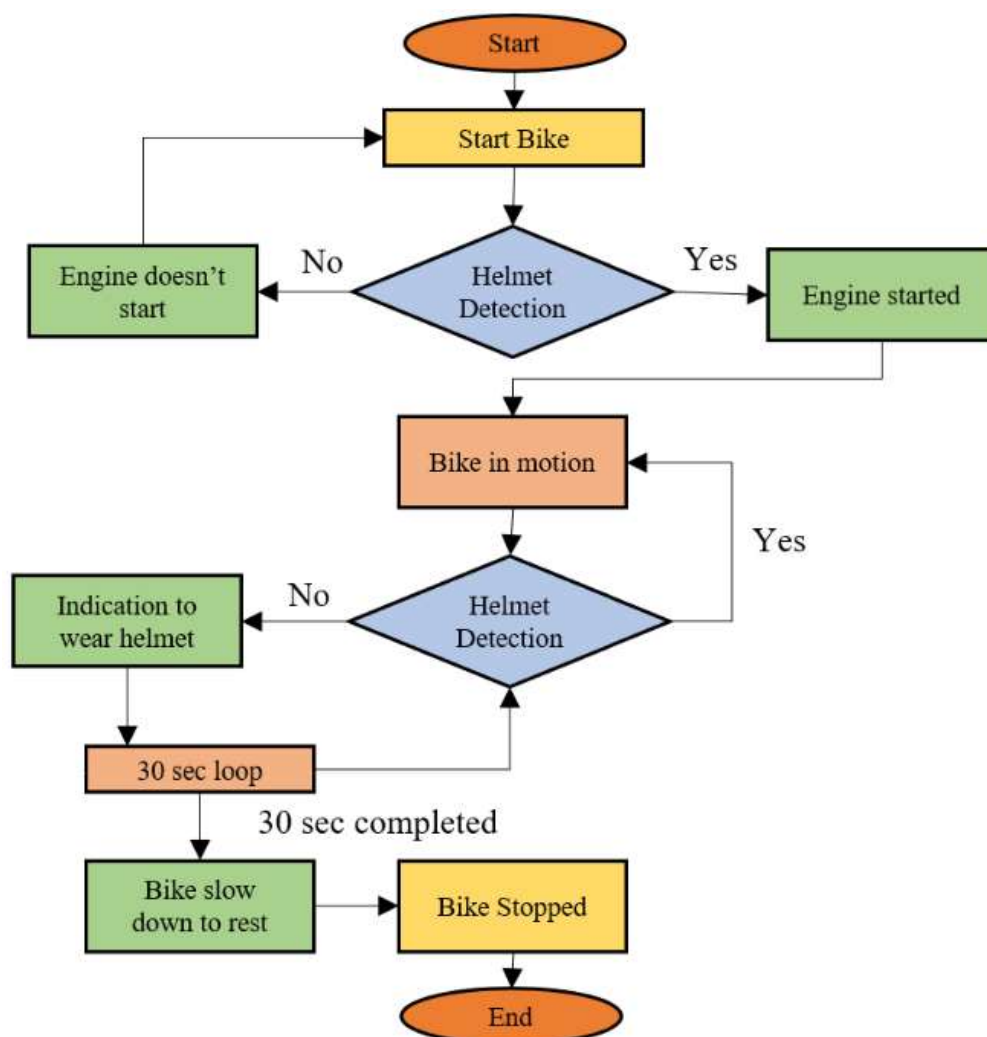 Start
Start Bike
No
Yes
Engine doesn’t
start
Helmet
Detection
Engine started
Bike in motion
Yes
No
Indication to
wear helmet
Helmet
Detection
30 sec loop
30 sec completed
Bike slow
down to rest
Bike Stopped
End